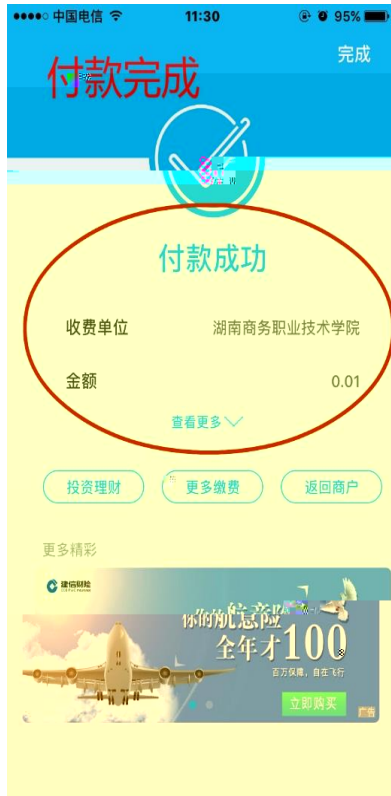 中国电信 11:30 95%
完成
付款完成
付款成功
收费单位 湖南商务职业技术学院
金额 0.01
查看更多
投资理财 更多缴费 返回商户
更多精彩
建信财险
你的航意险
全年才100
百万保障，自在飞行
立即购买
广告